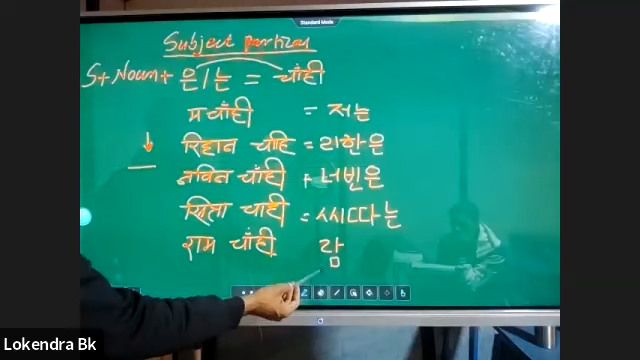 Standard Mode
Subject partical
S+ Noun+ 은/는 = चाँही
म चाँही = 저는
रिहान चाहि = 리한은
नविन चाँही + 너빈은
सिता चाही = 씨따는
राम चाँही 람
Lokendra Bk